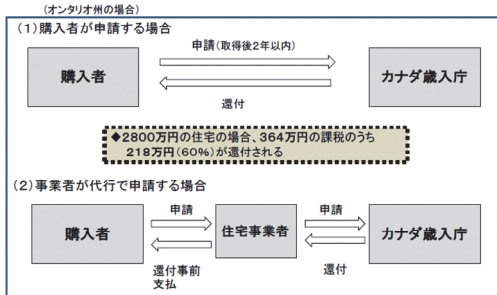 (オンタリオ州の場合)
(1)購入者が申請する場合
申請(取得後2年以内)
購入者
カナダ歳入庁
還付
◆2800万円の住宅の場合、364万円の課税のうち
218万円(60%)が還付される
(2)事業者が代行で申請する場合
申請
申請
購入者
住宅事業者
カナダ歳入庁
還付事前
支払
還付